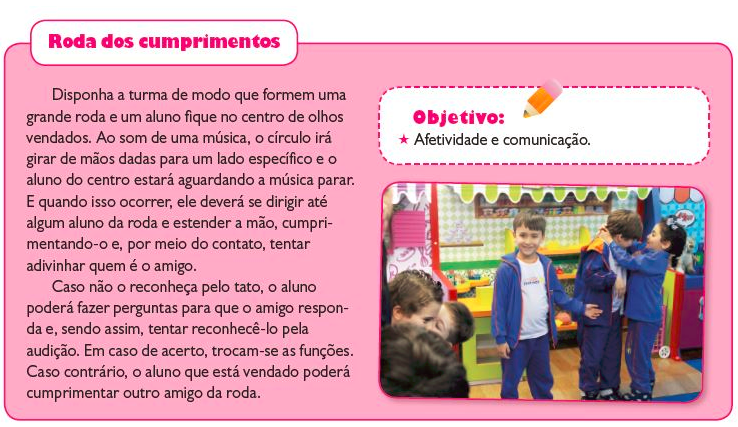 Roda dos cumprimentos
Disponha a turma de modo que formem uma
grande roda e um aluno fique no centro de olhos
vendados. Ao som de uma música, o círculo irá
girar de mãos dadas para um lado específico e o
aluno do centro estará aguardando a música parar.
E quando isso ocorrer, ele deverá se dirigir até
algum aluno da roda e estender a mão, cumpri-
mentando-o e, por meio do contato, tentar
adivinhar quem é o amigo.
Caso não o reconheça pelo tato, o aluno
poderá fazer perguntas para que o amigo respon-
da e, sendo assim, tentar reconhecê-lo pela
audição. Em caso de acerto, trocam-se as funções.
Caso contrário, o aluno que está vendado poderá
cumprimentar outro amigo da roda.
Objetivo:
★ Afetividade e comunicação.